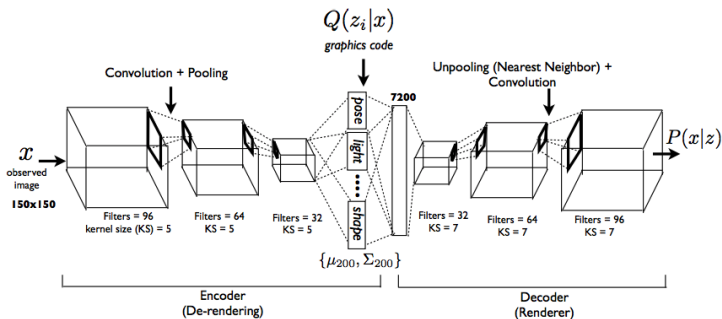 Q(z_i|x)
graphics code
Convolution + Pooling
Unpooling (Nearest Neighbor) +
Convolution
7200
pose
light
shape
x
observed
image
150x150
P(x|z)
Filters = 96
kernel size (KS) = 5
Filters = 64
KS = 5
Filters = 32
KS = 5
{μ200, Σ200}
Filters = 32
KS = 7
Filters = 64
KS = 7
Filters = 96
KS = 7
Encoder
(De-rendering)
Decoder
(Renderer)